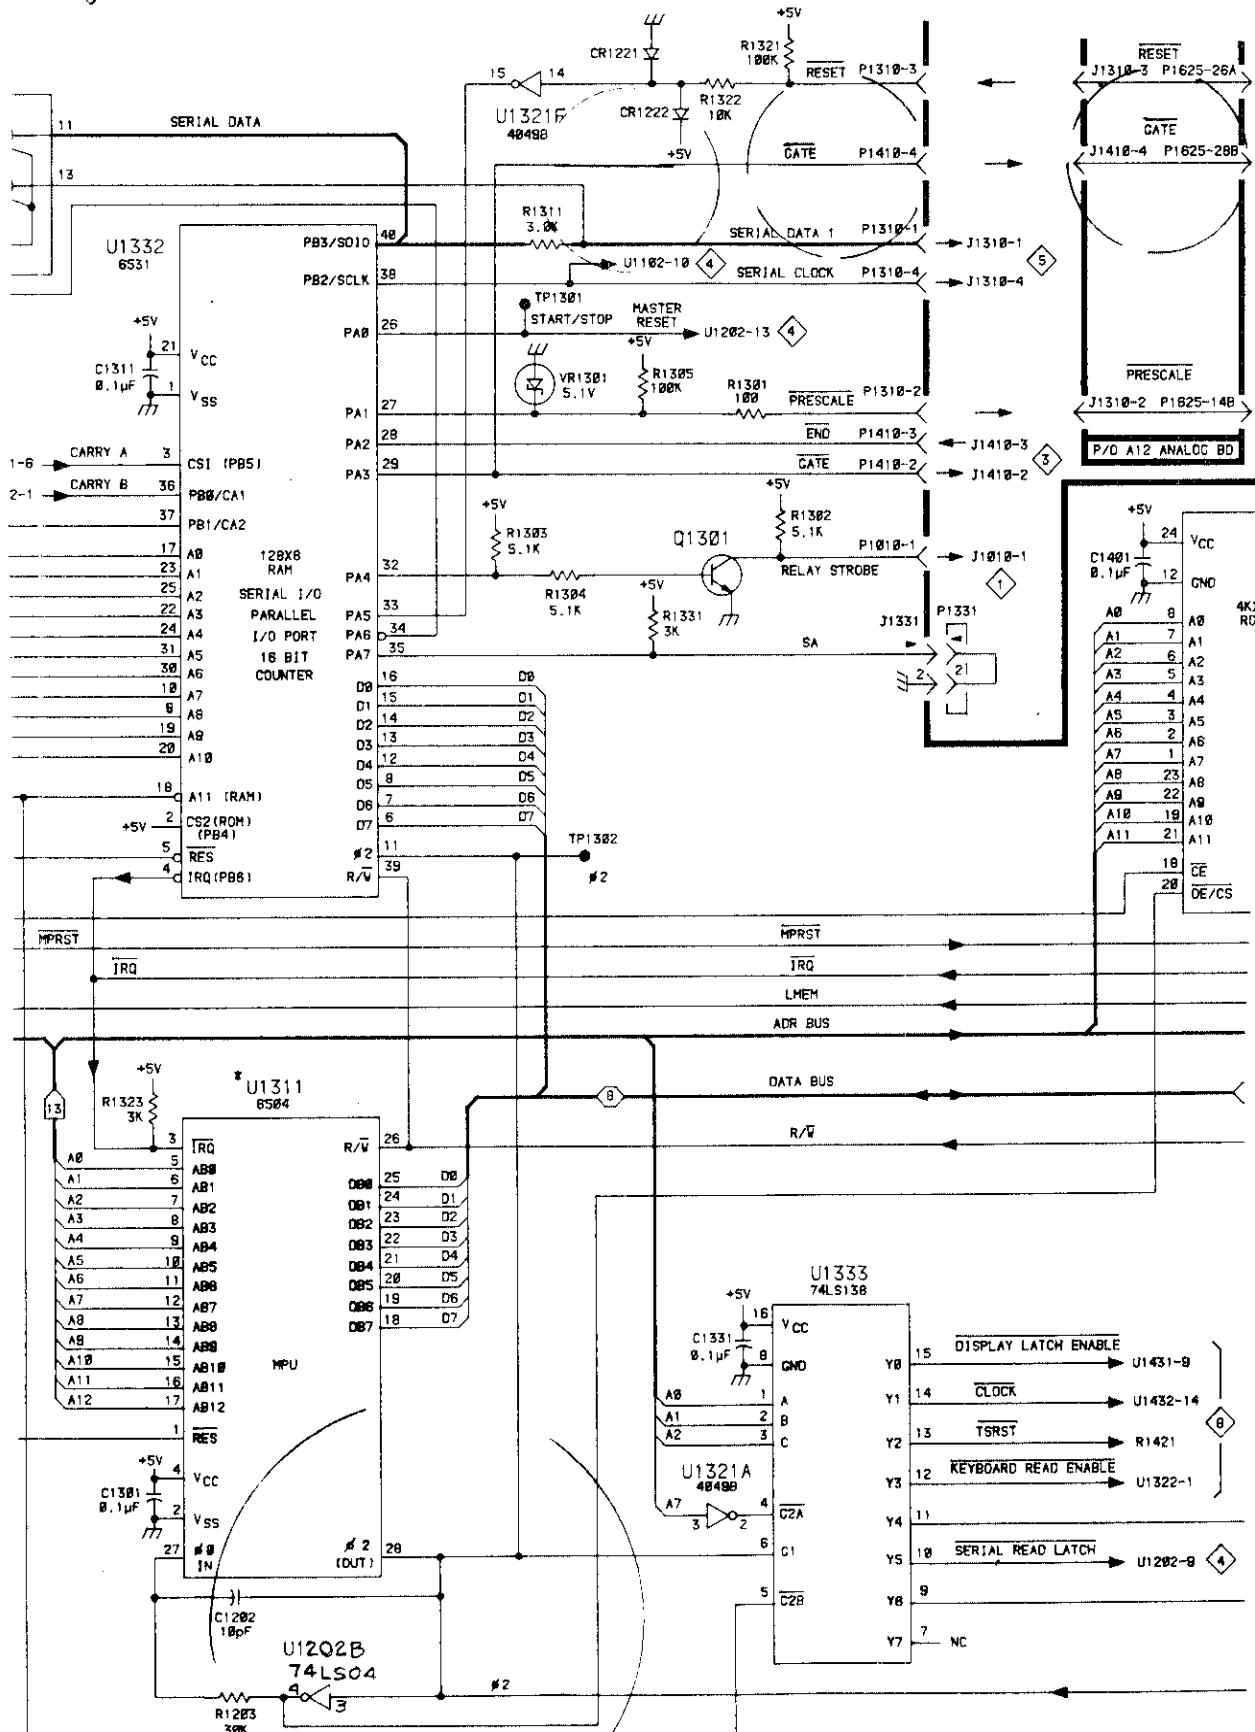 +5V
CR1221
R1321
100K
RESET P1310-3
RESET
J1310-3 P1625-26A
15 14
U1321F
4049B
R1322
10K
CR1222
+5V
11 SERIAL DATA
GATE P1410-4
GATE
J1410-4 P1625-28B
13
U1332
6531
R1311
3.0K
PB3/SDIO 40
SERIAL DATA 1 P1310-1
J1310-1
5
U1102-10 4
PB2/SCLK 38
SERIAL CLOCK P1310-4
J1310-4
TP1301
START/STOP
MASTER
RESET
PA0 26
U1202-13 4
+5V
C1311
0.1µF
21 VCC
1 VSS
VR1301
5.1V
+5V
R1305
100K
R1301
100
PRESCALE P1310-2
PRESCALE
J1310-2 P1625-14B
PA1 27
PA2 28
END P1410-3
J1410-3
3
PA3 29
GATE P1410-2
J1410-2
P/O A12 ANALOG BD
1-6 CARRY A 3 CS1 (PB5)
2-1 CARRY B 36 PB0/CA1
37 PB1/CA2
17 A0
23 A1
25 A2
22 A3
24 A4
31 A5
30 A6
10 A7
9 A8
19 A9
20 A10
128X8
RAM
SERIAL I/O
PARALLEL
I/O PORT
16 BIT
COUNTER
+5V
R1303
5.1K
R1304
5.1K
Q1301
+5V
R1302
5.1K
P1010-1
RELAY STROBE
J1010-1
1
PA4 32
PA5 33
PA6 34
PA7 35
+5V
R1331
3K
SA
J1331 P1331
2 2
+5V
C1401
0.1µF
24 VCC
12 GND
A0 8 A0
A1 7 A1
A2 6 A2
A3 5 A3
A4 4 A4
A5 3 A5
A6 2 A6
A7 1 A7
A8 23 A8
A9 22 A9
A10 19 A10
A11 21 A11
18 CE
20 OE/CS
D0 16 D0
D1 15 D1
D2 14 D2
D3 13 D3
D4 12 D4
D5 8 D5
D6 7 D6
D7 6 D7
18 A11 (RAM)
+5V 2 CS2(ROM)
(PB4)
5 RES
4 IRQ(PB6)
ø2 11
R/W 39
TP1302
ø2
MPRST MPRST
IRQ IRQ
LMEM
ADR BUS
13
+5V
R1323
3K
*U1311
6504
8
DATA BUS
R/W
3 IRQ
R/W 26
A0 5 AB0
A1 6 AB1
A2 7 AB2
A3 8 AB3
A4 9 AB4
A5 10 AB5
A6 11 AB6
A7 12 AB7
A8 13 AB8
A9 14 AB9
A10 15 AB10
A11 16 AB11
A12 17 AB12
1 RES
DB0 25 D0
DB1 24 D1
DB2 23 D2
DB3 22 D3
DB4 21 D4
DB5 20 D5
DB6 19 D6
DB7 18 D7
MPU
+5V
C1301
0.1µF
4 VCC
2 VSS
27 ø0
IN
ø2
(OUT) 28
C1202
10pF
U1202B
74LS04
4 3
R1203
30K
ø2
U1333
74LS138
+5V
C1331
0.1µF
16 VCC
8 GND
A0 1 A
A1 2 B
A2 3 C
U1321A
4049B
A7 3 2 4 G2A
6 G1
5 G2B
Y0 15 DISPLAY LATCH ENABLE U1431-9
Y1 14 CLOCK U1432-14
Y2 13 TSRST R1421
Y3 12 KEYBOARD READ ENABLE U1322-1
8
Y4 11
Y5 10 SERIAL READ LATCH U1202-9 4
Y6 9
Y7 7 NC